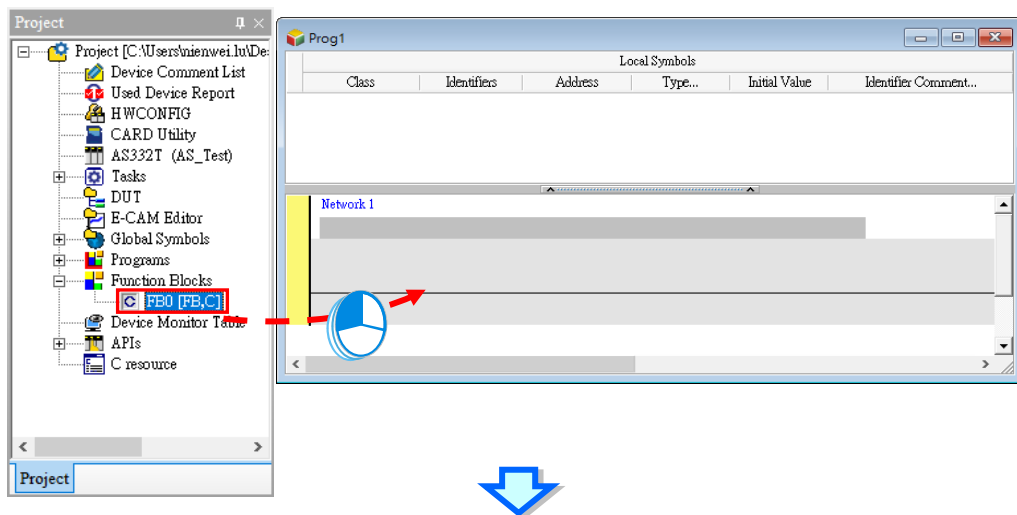 Project
Project [C:\Users\nienwei.lu\De:
Device Comment List
Used Device Report
HWCONFIG
CARD Utility
AS332T (AS_Test)
Tasks
DUT
E-CAM Editor
Global Symbols
Programs
Function Blocks
FB0 [FB,C]
Device Monitor Table
APIs
C resource
Project
Prog1
Local Symbols
Class Identifiers Address Type... Initial Value Identifier Comment...
Network 1